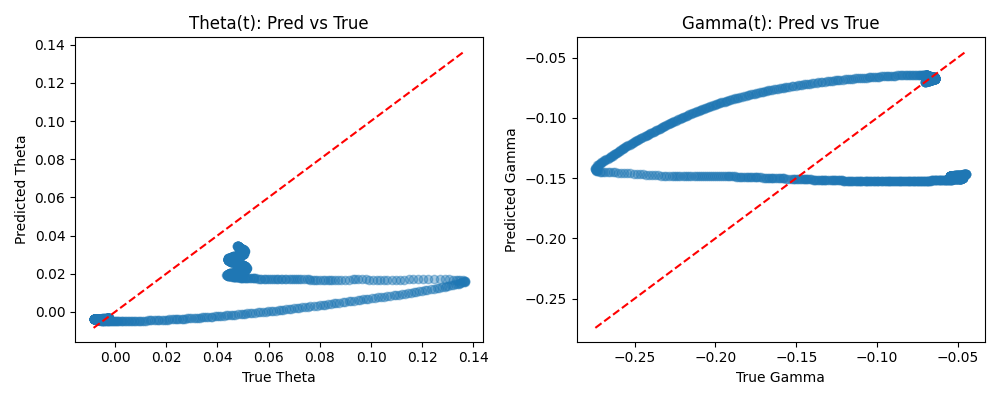 Theta(t): Pred vs True
Predicted Theta
0.14
0.12
0.10
0.08
0.06
0.04
0.02
0.00
0.00 0.02 0.04 0.06 0.08 0.10 0.12 0.14
True Theta
Gamma(t): Pred vs True
Predicted Gamma
−0.05
−0.10
−0.15
−0.20
−0.25
−0.25 −0.20 −0.15 −0.10 −0.05
True Gamma